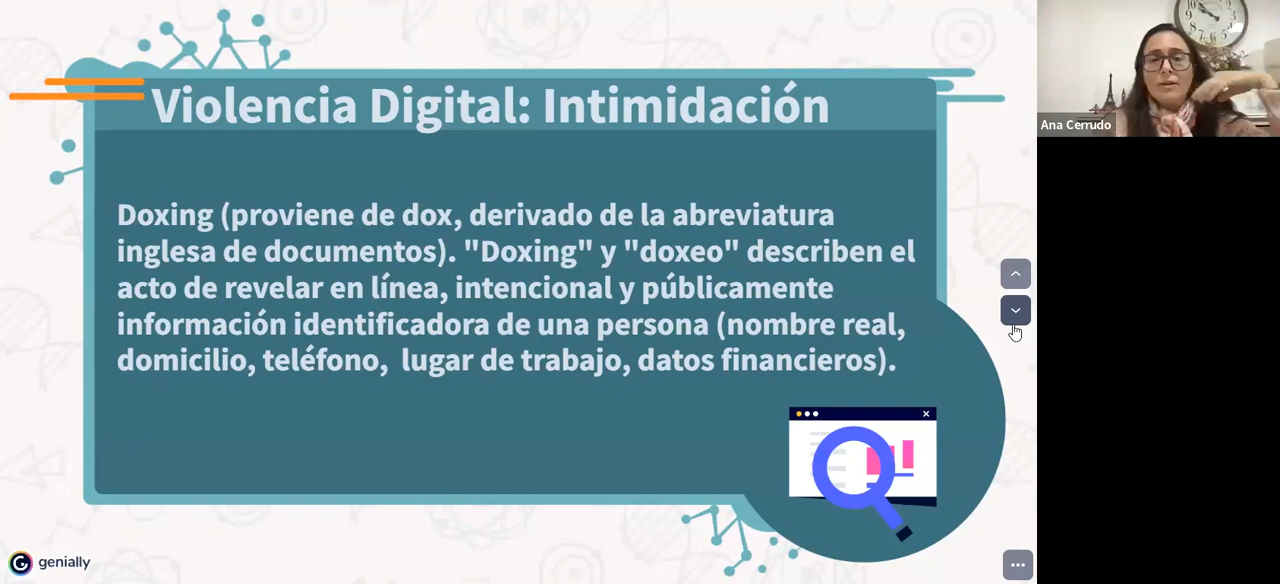 Violencia Digital: Intimidación
Doxing (proviene de dox, derivado de la abreviatura
inglesa de documentos). "Doxing" y "doxeo" describen el
acto de revelar en línea, intencional y públicamente
información identificadora de una persona (nombre real,
domicilio, teléfono, lugar de trabajo, datos financieros).
genially
Ana Cerrudo